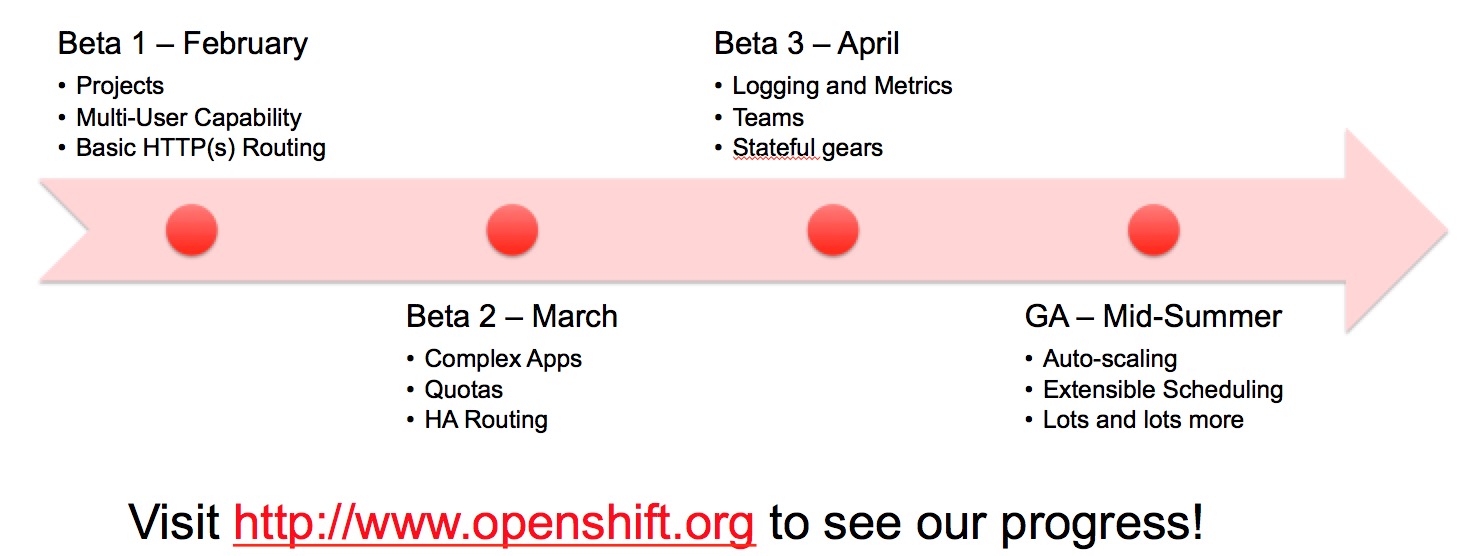 Beta 1 – February
• Projects
• Multi-User Capability
• Basic HTTP(s) Routing
Beta 2 – March
• Complex Apps
• Quotas
• HA Routing
Beta 3 – April
• Logging and Metrics
• Teams
• Stateful gears
GA – Mid-Summer
• Auto-scaling
• Extensible Scheduling
• Lots and lots more
Visit http://www.openshift.org to see our progress!